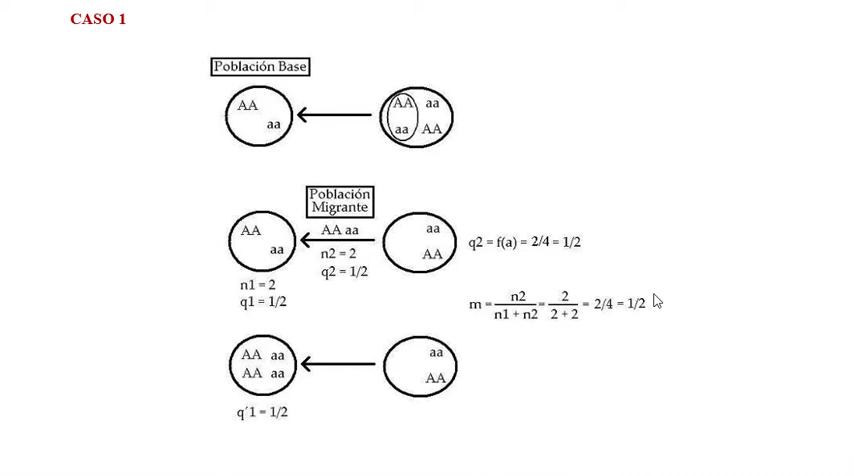 CASO 1
Población Base
AA
aa
AA aa
aa AA
Población
Migrante
AA
aa
AA aa
n2 = 2
q2 = 1/2
aa
AA
q2 = f(a) = 2/4 = 1/2
n1 = 2
q1 = 1/2
m = n2 / n1 + n2 = 2 / 2 + 2 = 2/4 = 1/2
AA aa
AA aa
aa
AA
q´1 = 1/2